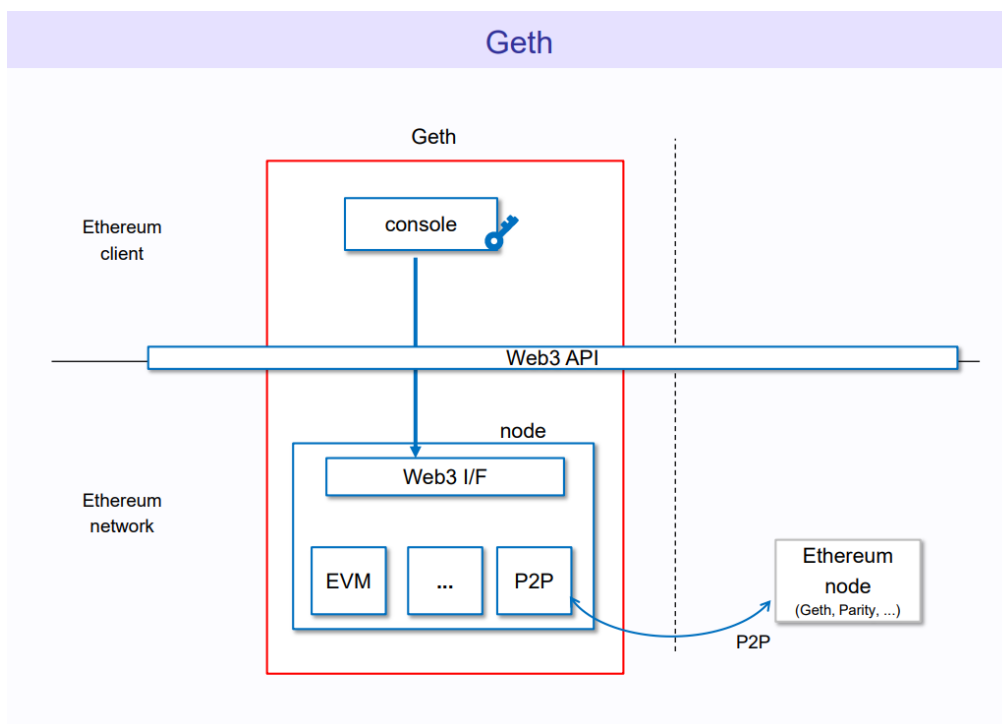 Geth
Geth
console
Ethereum
client
Web3 API
node
Web3 I/F
Ethereum
network
EVM
...
P2P
Ethereum
node
(Geth, Parity, ...)
P2P